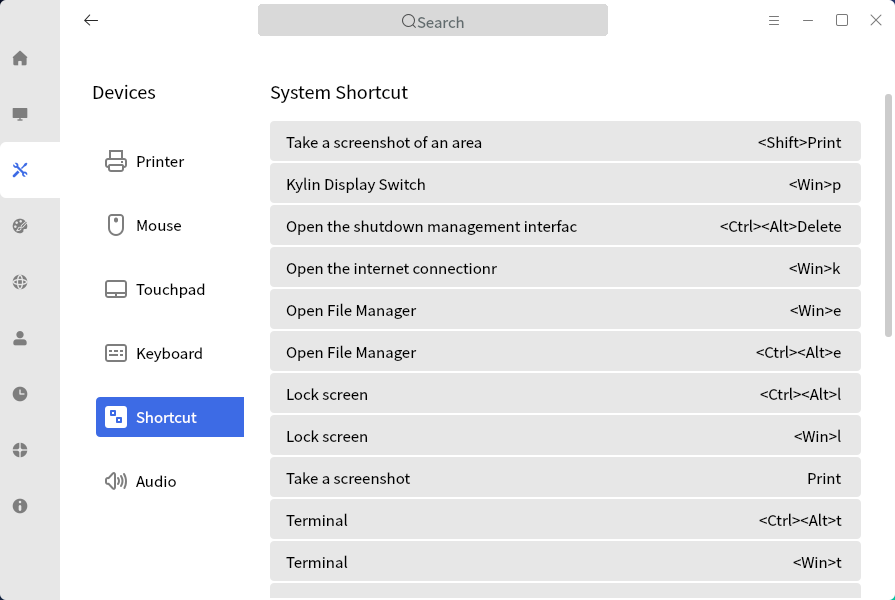 Search
Devices
Printer
Mouse
Touchpad
Keyboard
Shortcut
Audio
System Shortcut
Take a screenshot of an area <Shift>Print
Kylin Display Switch <Win>p
Open the shutdown management interfac <Ctrl><Alt>Delete
Open the internet connectionr <Win>k
Open File Manager <Win>e
Open File Manager <Ctrl><Alt>e
Lock screen <Ctrl><Alt>l
Lock screen <Win>l
Take a screenshot Print
Terminal <Ctrl><Alt>t
Terminal <Win>t